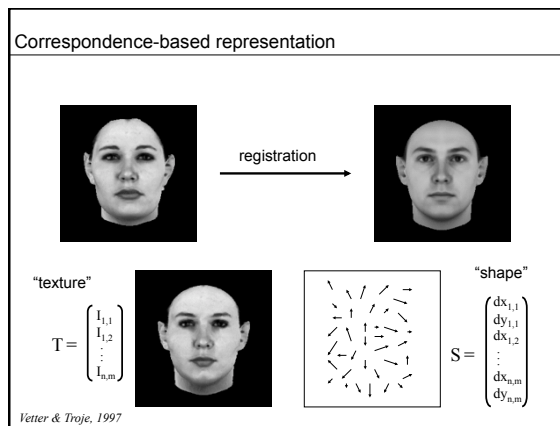 Correspondence-based representation
registration
“texture”
T = ( I1,1
I1,2
⋮
In,m )
“shape”
S = ( dx1,1
dy1,1
dx1,2
⋮
dxn,m
dyn,m )
Vetter & Troje, 1997